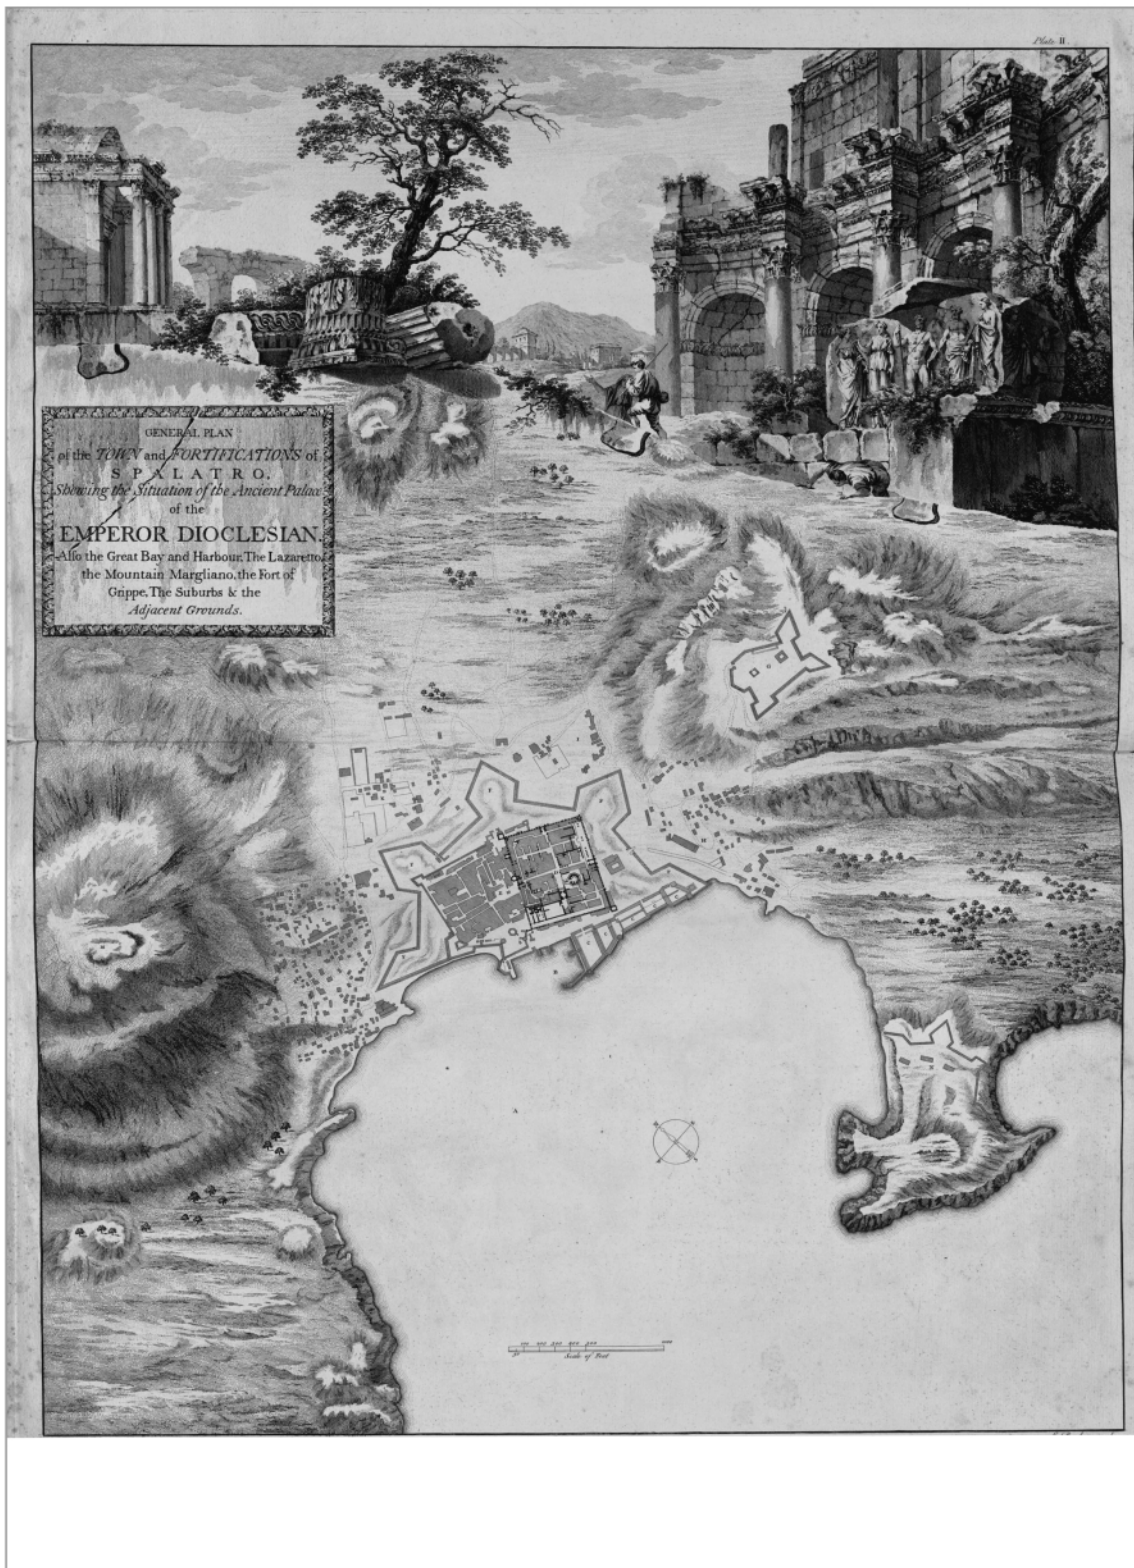 Plate II
GENERAL PLAN
of the TOWN and FORTIFICATIONS of
SPALATRO,
Shewing the Situation of the Ancient Palace
of the
EMPEROR DIOCLESIAN.
Also the Great Bay and Harbour, The Lazaretto,
the Mountain Margliano, the Fort of
Grippe, The Suburbs & the
Adjacent Grounds.
A
Scale of Feet